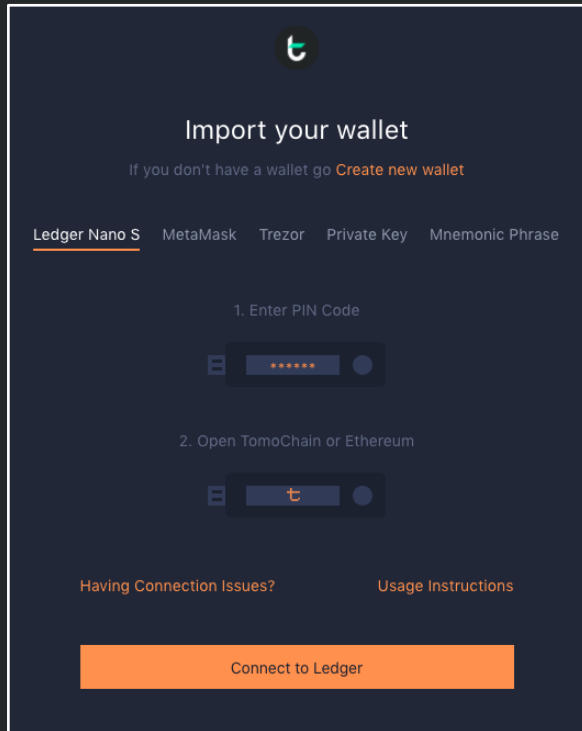 Import your wallet
If you don't have a wallet go Create new wallet
Ledger Nano S MetaMask Trezor Private Key Mnemonic Phrase
1. Enter PIN Code
******
2. Open TomoChain or Ethereum
Having Connection Issues? Usage Instructions
Connect to Ledger